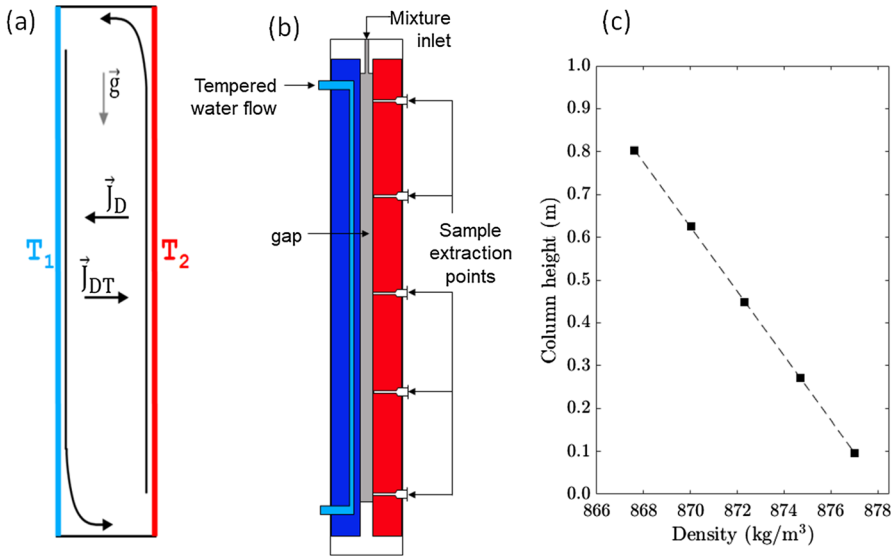 (a)
g
J_D
T_1
T_2
J_DT
(b)
Mixture
inlet
Tempered
water flow
gap
Sample
extraction
points
(c)
Column height (m)
1.0
0.9
0.8
0.7
0.6
0.5
0.4
0.3
0.2
0.1
0.0
866 868 870 872 874 876 878
Density (kg/m³)